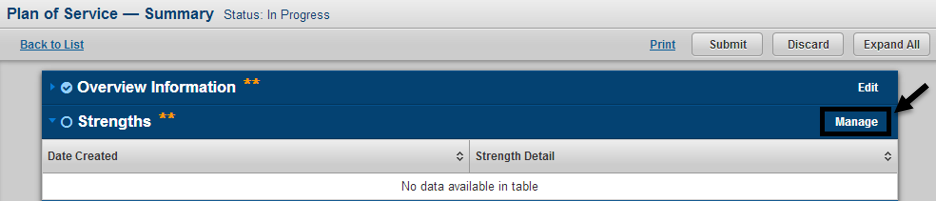 Plan of Service — Summary Status: In Progress
Back to List Print Submit Discard Expand All
Overview Information ** Edit
Strengths ** Manage
Date Created Strength Detail
No data available in table